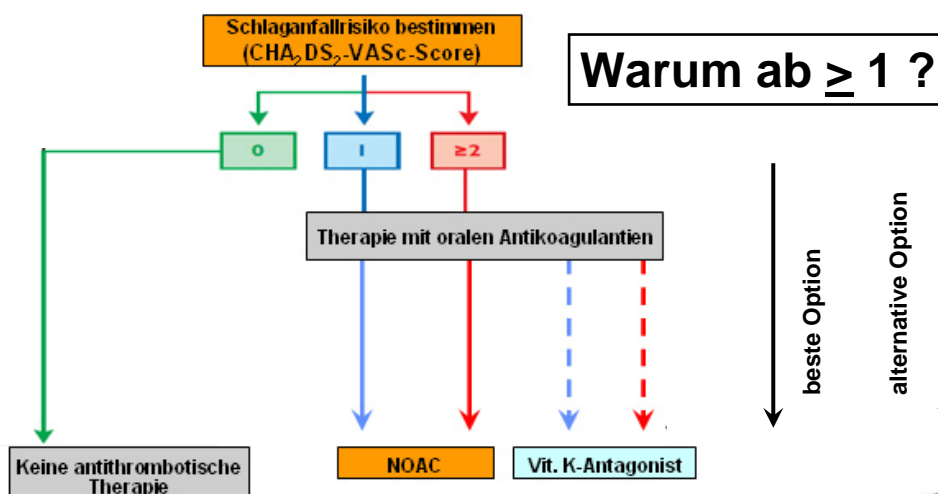 Schlaganfallrisiko bestimmen
(CHA₂DS₂-VASc-Score)
Warum ab ≥ 1 ?
0
I
≥2
Therapie mit oralen Antikoagulantien
beste Option
alternative Option
Keine antithrombotische
Therapie
NOAC
Vit. K-Antagonist